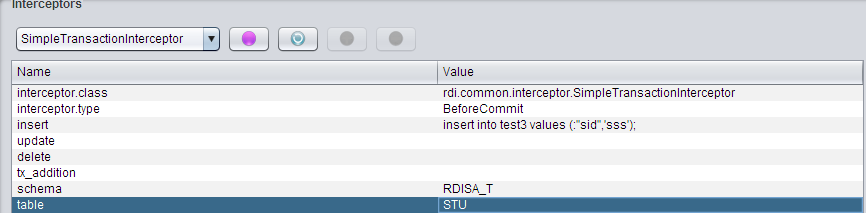 Interceptors
SimpleTransactionInterceptor
Name Value
interceptor.class rdi.common.interceptor.SimpleTransactionInterceptor
interceptor.type BeforeCommit
insert insert into test3 values (:"sid",'sss');
update
delete
tx_addition
schema RDISA_T
table STU